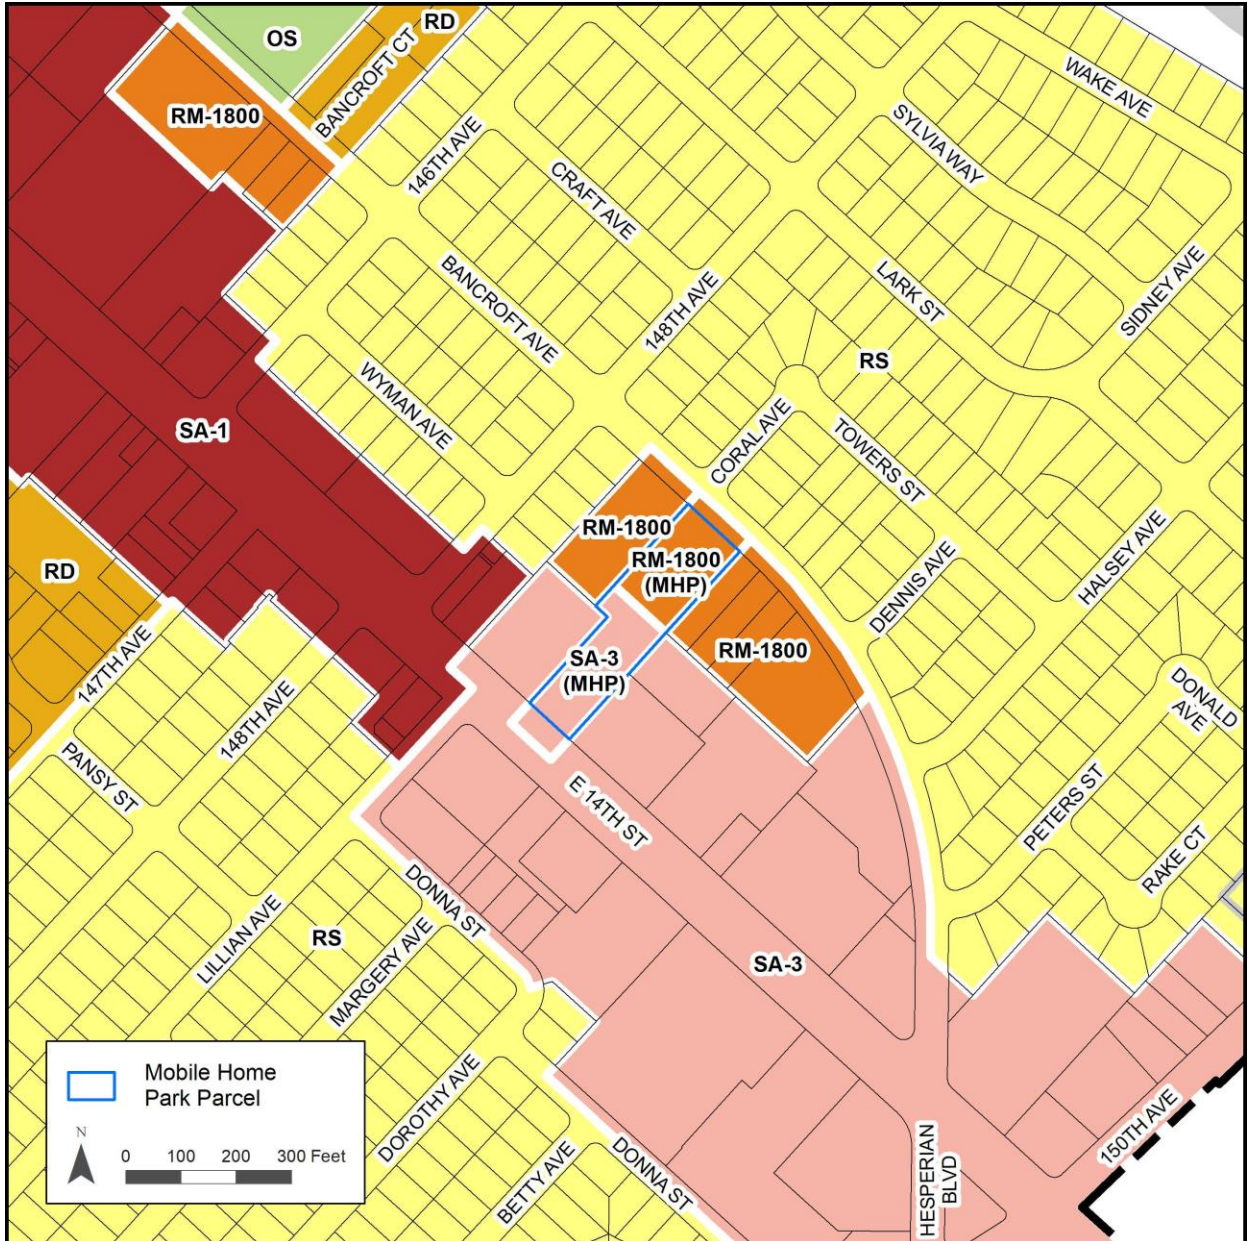 OS
RD
BANCROFT CT
RM-1800
WAKE AVE
SYLVIA WAY
146TH AVE
CRAFT AVE
BANCROFT AVE
148TH AVE
LARK ST
SIDNEY AVE
RS
WYMAN AVE
SA-1
CORAL AVE
TOWERS ST
RM-1800
RM-1800
(MHP)
HALSEY AVE
DENNIS AVE
RD
RM-1800
SA-3
(MHP)
147TH AVE
148TH AVE
DONALD
AVE
PANSY ST
E 14TH ST
PETERS ST
RAKE CT
DONNA ST
LILLIAN AVE
RS
MARGERY AVE
SA-3
Mobile Home
Park Parcel
N
0 100 200 300 Feet
DOROTHY AVE
BETTY AVE
DONNA ST
HESPERIAN
BLVD
150TH AVE